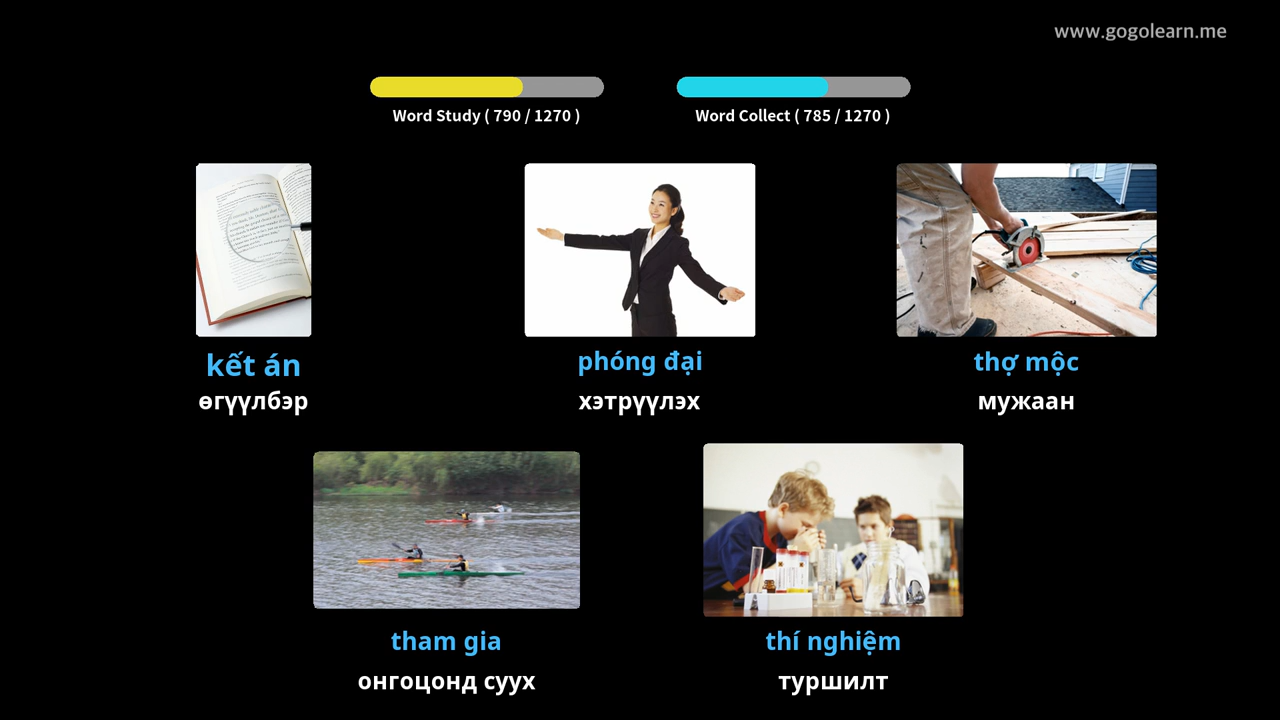 www.gogolearn.me
Word Study ( 790 / 1270 )
Word Collect ( 785 / 1270 )
kết án
өгүүлбэр
phóng đại
хэтрүүлэх
thợ mộc
мужаан
tham gia
онгоцонд суух
thí nghiệm
туршилт